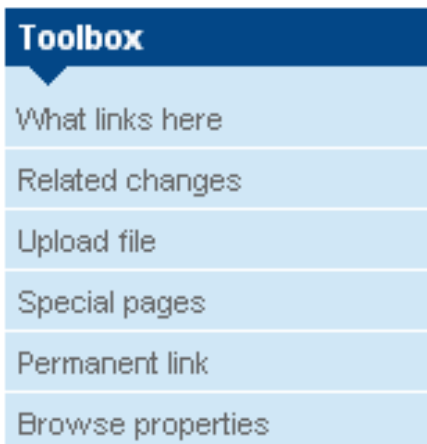 Toolbox
What links here
Related changes
Upload file
Special pages
Permanent link
Browse properties